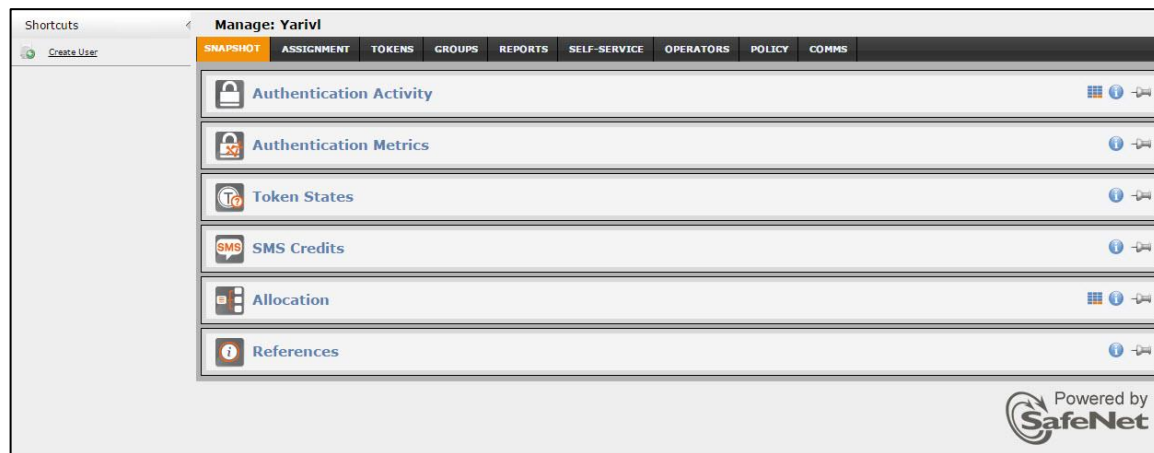 Shortcuts
Create User
Manage: Yarivl
SNAPSHOT ASSIGNMENT TOKENS GROUPS REPORTS SELF-SERVICE OPERATORS POLICY COMMS
Authentication Activity
Authentication Metrics
Token States
SMS SMS Credits
Allocation
References
Powered by
SafeNet